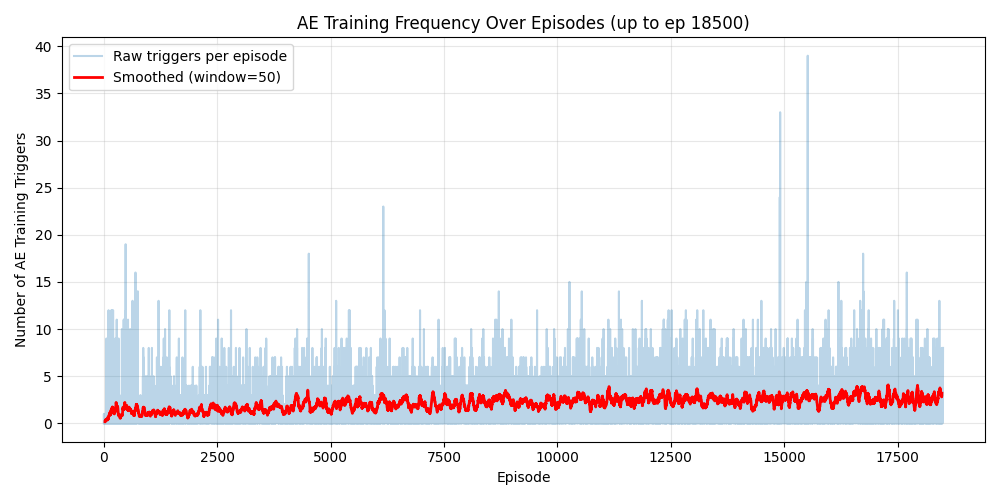 AE Training Frequency Over Episodes (up to ep 18500)
Raw triggers per episode
Smoothed (window=50)
Number of AE Training Triggers
40
35
30
25
20
15
10
5
0
0 2500 5000 7500 10000 12500 15000 17500
Episode